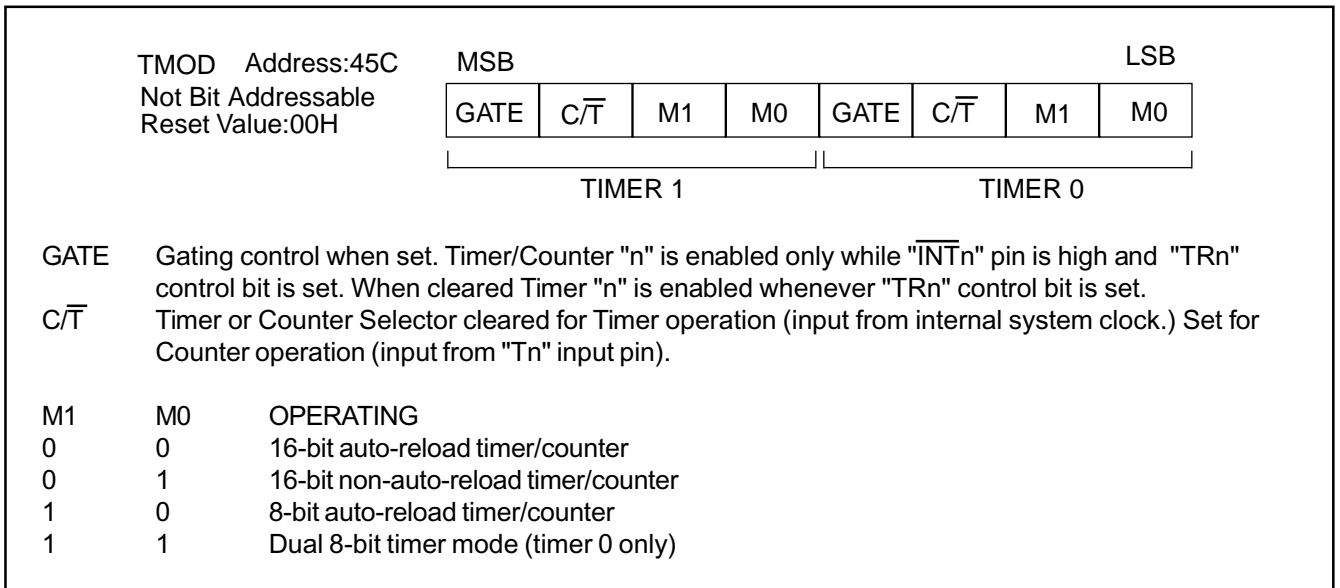 TMOD Address:45C MSB LSB
Not Bit Addressable
Reset Value:00H
GATE C/T̅ M1 M0 GATE C/T̅ M1 M0
TIMER 1 TIMER 0
GATE Gating control when set. Timer/Counter "n" is enabled only while "I̅N̅T̅n" pin is high and "TRn"
control bit is set. When cleared Timer "n" is enabled whenever "TRn" control bit is set.
C/T̅ Timer or Counter Selector cleared for Timer operation (input from internal system clock.) Set for
Counter operation (input from "Tn" input pin).
M1 M0 OPERATING
0 0 16-bit auto-reload timer/counter
0 1 16-bit non-auto-reload timer/counter
1 0 8-bit auto-reload timer/counter
1 1 Dual 8-bit timer mode (timer 0 only)